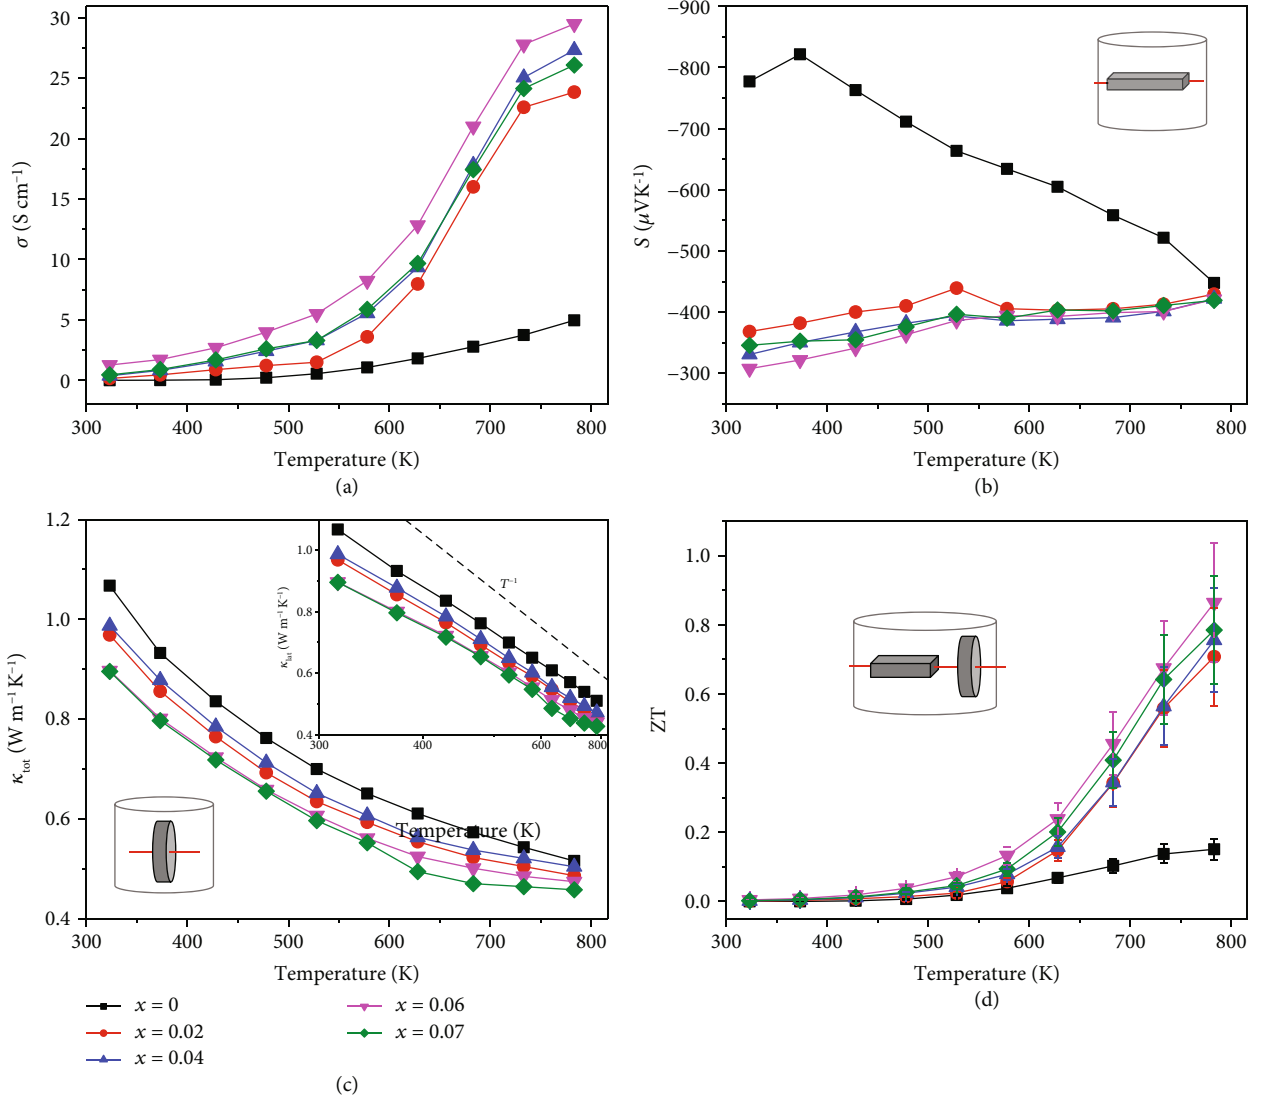 30
25
20
15
10
5
0
σ (S cm⁻¹)
300 400 500 600 700 800
Temperature (K)
(a)
−900
−800
−700
−600
−500
−400
−300
S (μVK⁻¹)
300 400 500 600 700 800
Temperature (K)
(b)
1.2
1.0
0.8
0.6
0.4
κtot (W m⁻¹ K⁻¹)
1.0
0.8
0.6
0.4
κlat (W m⁻¹ K⁻¹)
T⁻¹
300 400 600 800
Temperature (K)
300 400 500 600 700 800
Temperature (K)
x = 0
x = 0.02
x = 0.04
x = 0.06
x = 0.07
(c)
1.0
0.8
0.6
0.4
0.2
0.0
ZT
300 400 500 600 700 800
Temperature (K)
(d)